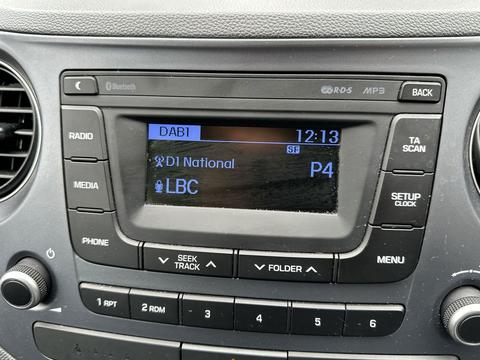 Bluetooth R·D·S MP3 BACK
RADIO
MEDIA
PHONE
DAB1 12:13
SF
D1 National P4
LBC
TA
SCAN
SETUP
CLOCK
MENU
SEEK
TRACK
FOLDER
1 RPT 2 RDM 3 4 5 6